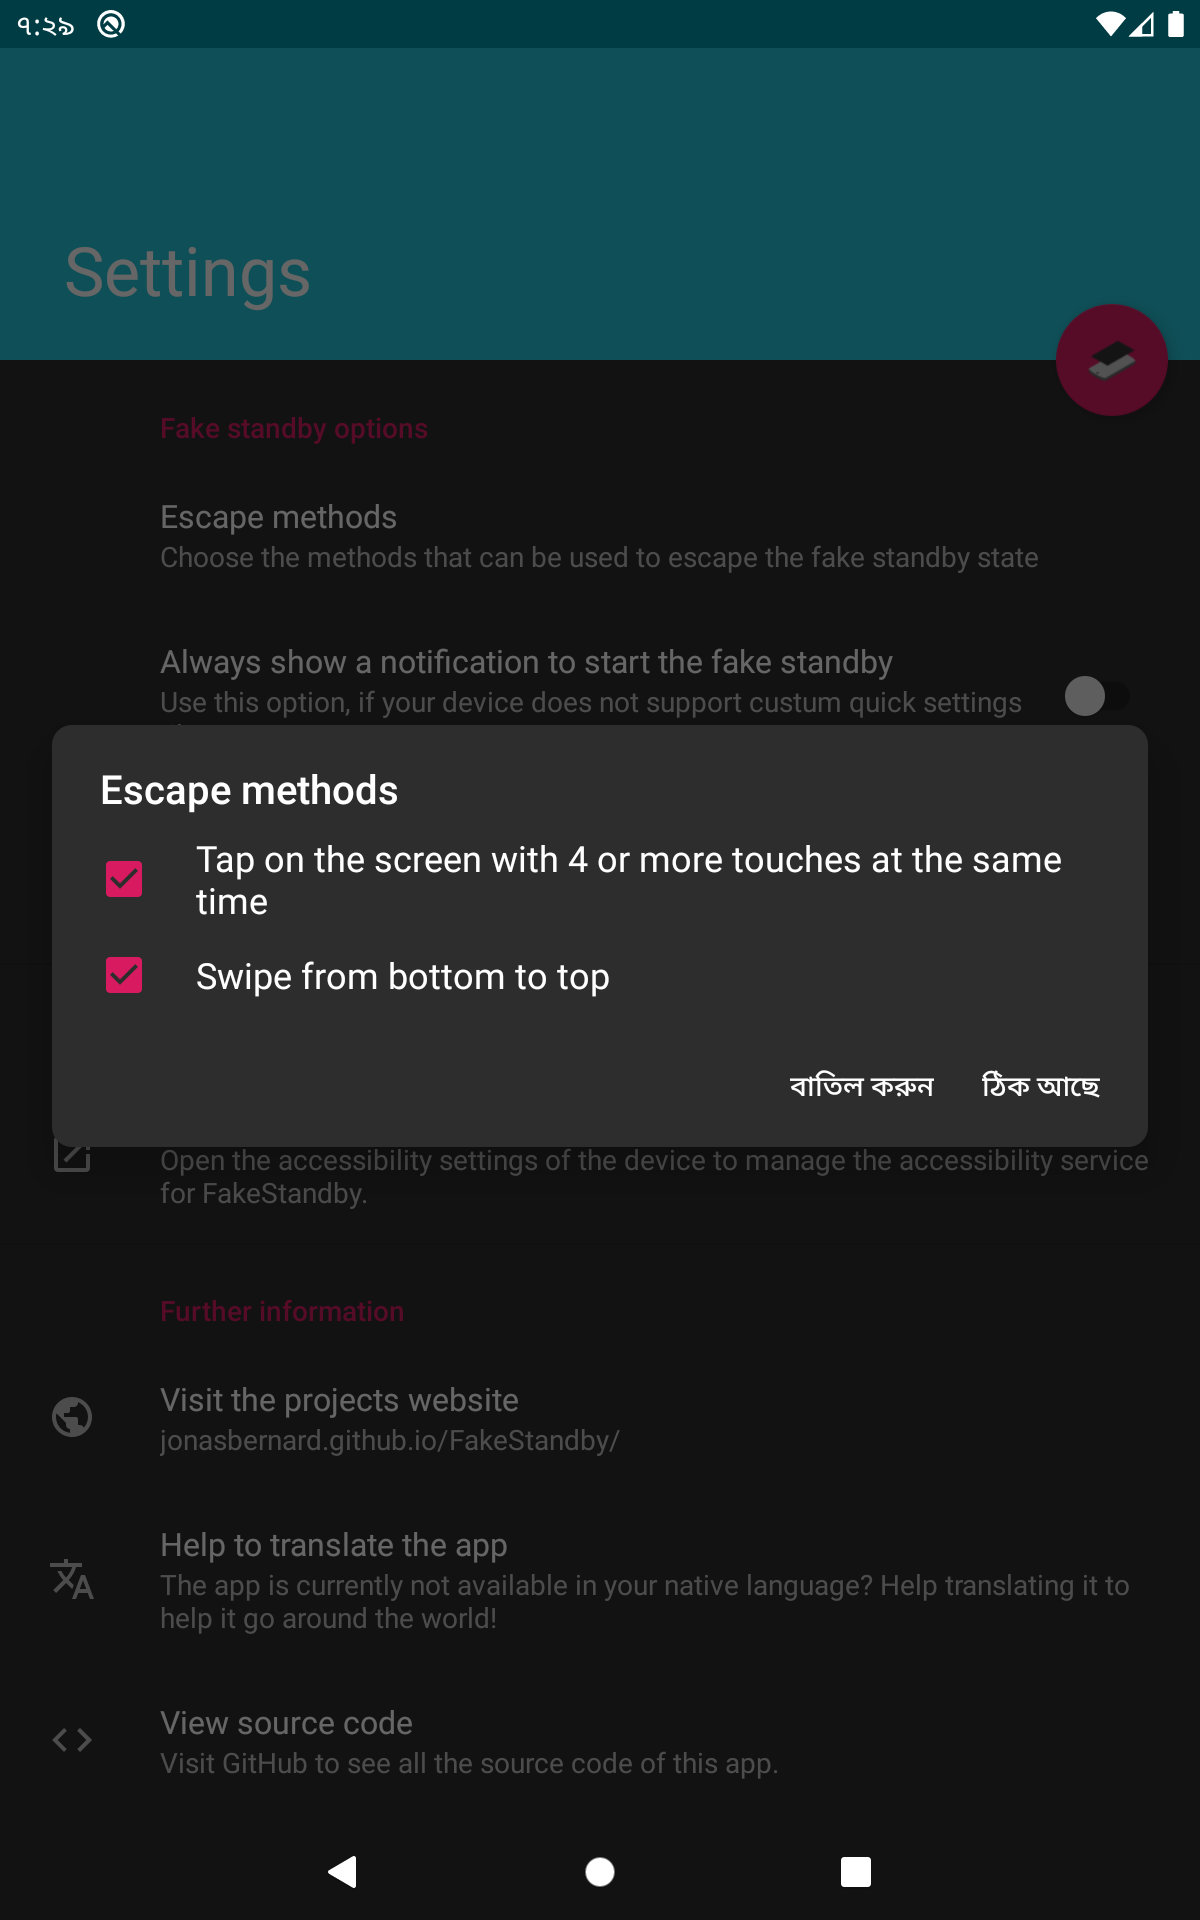 ৭:২৯
Settings
Fake standby options
Escape methods
Choose the methods that can be used to escape the fake standby state
Always show a notification to start the fake standby
Use this option, if your device does not support custum quick settings
Escape methods
Tap on the screen with 4 or more touches at the same
time
Swipe from bottom to top
বাতিল করুন
ঠিক আছে
Open the accessibility settings of the device to manage the accessibility service
for FakeStandby.
Further information
Visit the projects website
jonasbernard.github.io/FakeStandby/
Help to translate the app
The app is currently not available in your native language? Help translating it to
help it go around the world!
View source code
Visit GitHub to see all the source code of this app.